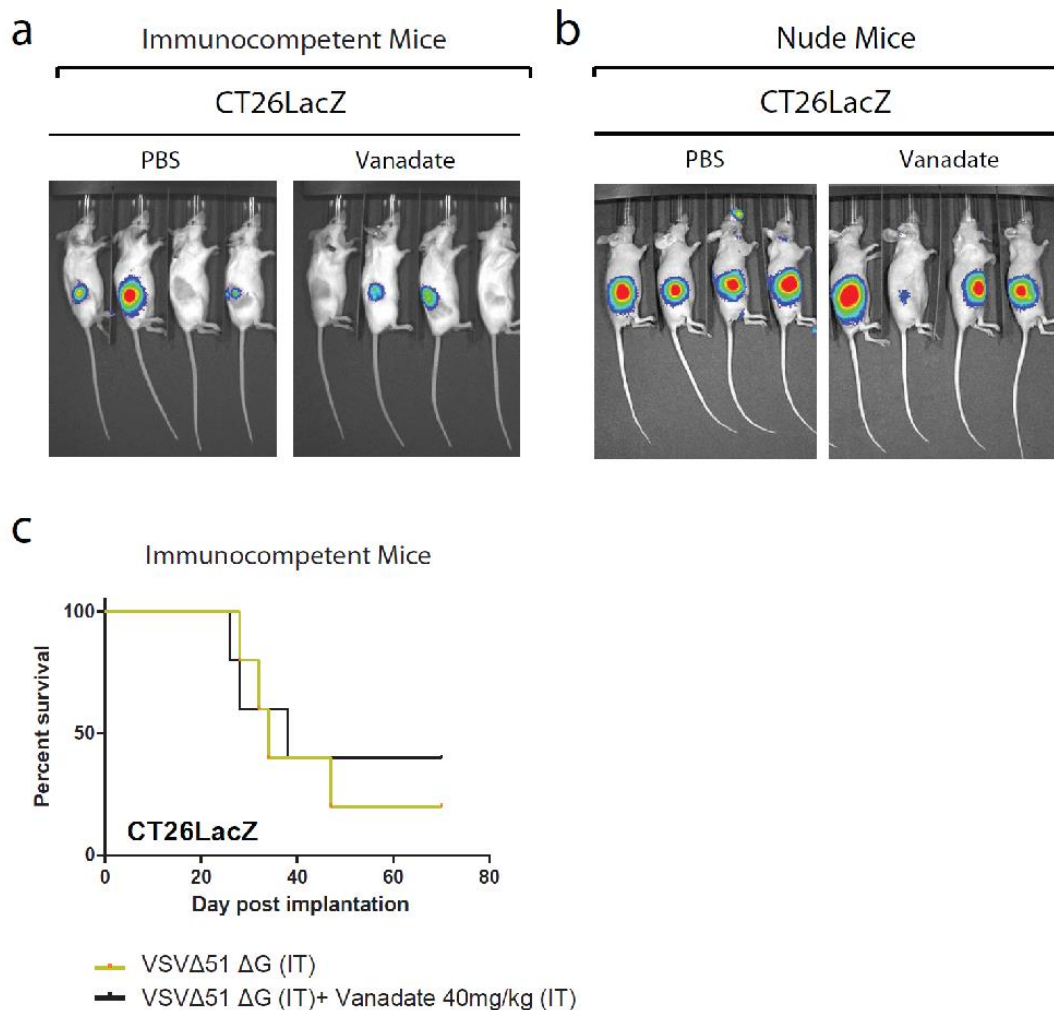 a
Immunocompetent Mice
CT26LacZ
PBS
Vanadate
b
Nude Mice
CT26LacZ
PBS
Vanadate
c
Immunocompetent Mice
Percent survival
100
50
0
CT26LacZ
0 20 40 60 80
Day post implantation
VSVΔ51 ΔG (IT)
VSVΔ51 ΔG (IT)+ Vanadate 40mg/kg (IT)